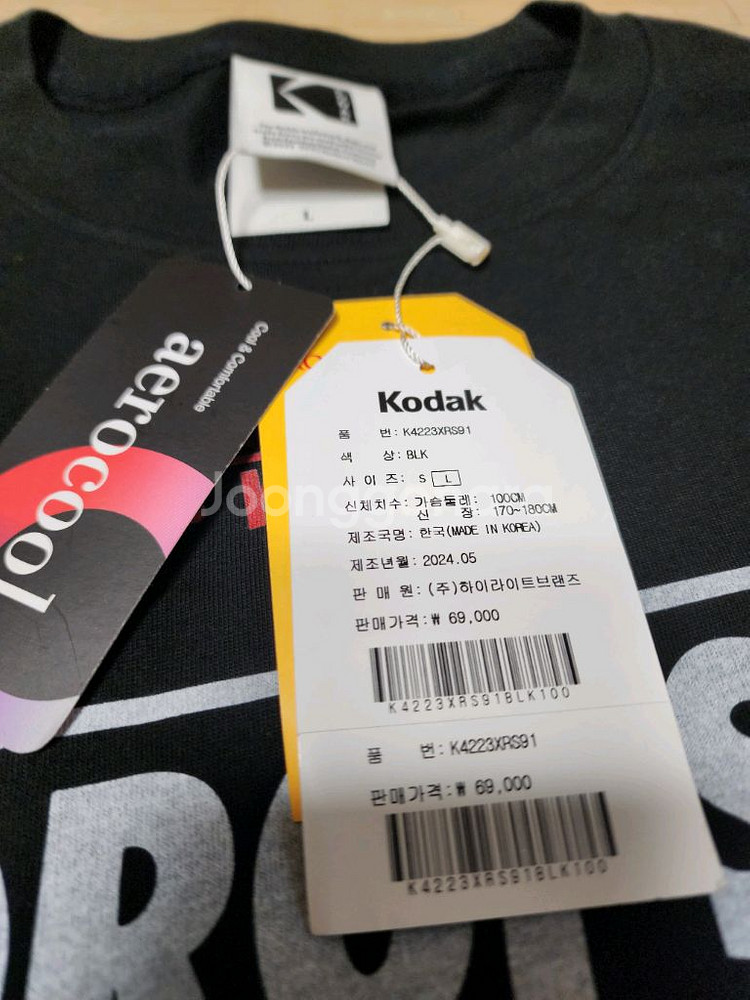 L
Cool & Comfortable
aerocool
Kodak
품 번: K4223XRS91
색 상: BLK
사 이 즈: S L
신체치수: 가슴둘레: 100CM
신 장: 170~180CM
제조국명: 한국(MADE IN KOREA)
제조년월: 2024.05
판 매 원: (주)하이라이트브랜즈
판매가격: ₩ 69,000
K4223XRS91BLK100
품 번: K4223XRS91
판매가격: ₩ 69,000
K4223XRS91BLK100